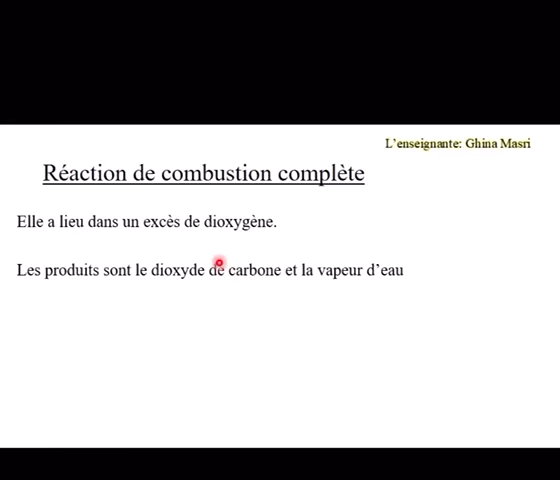 L'enseignante: Ghina Masri
Réaction de combustion complète
Elle a lieu dans un excès de dioxygène.
Les produits sont le dioxyde de carbone et la vapeur d'eau